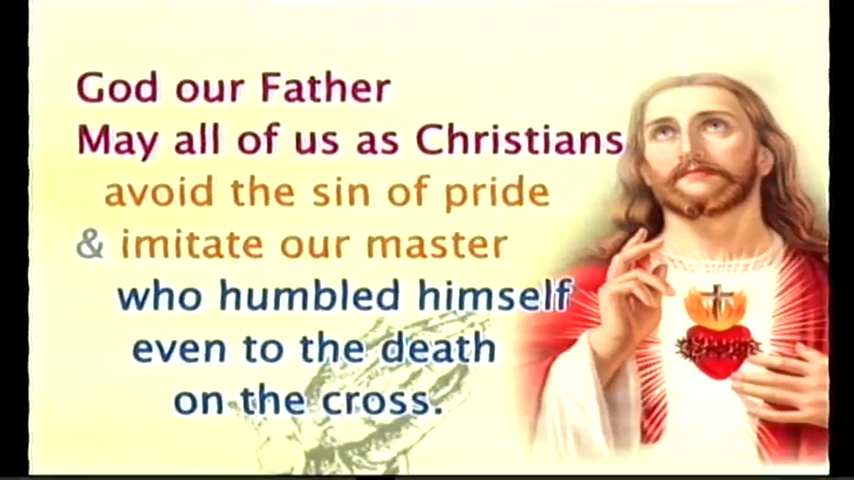 God our Father
May all of us as Christians
avoid the sin of pride
& imitate our master
who humbled himself
even to the death
on the cross.